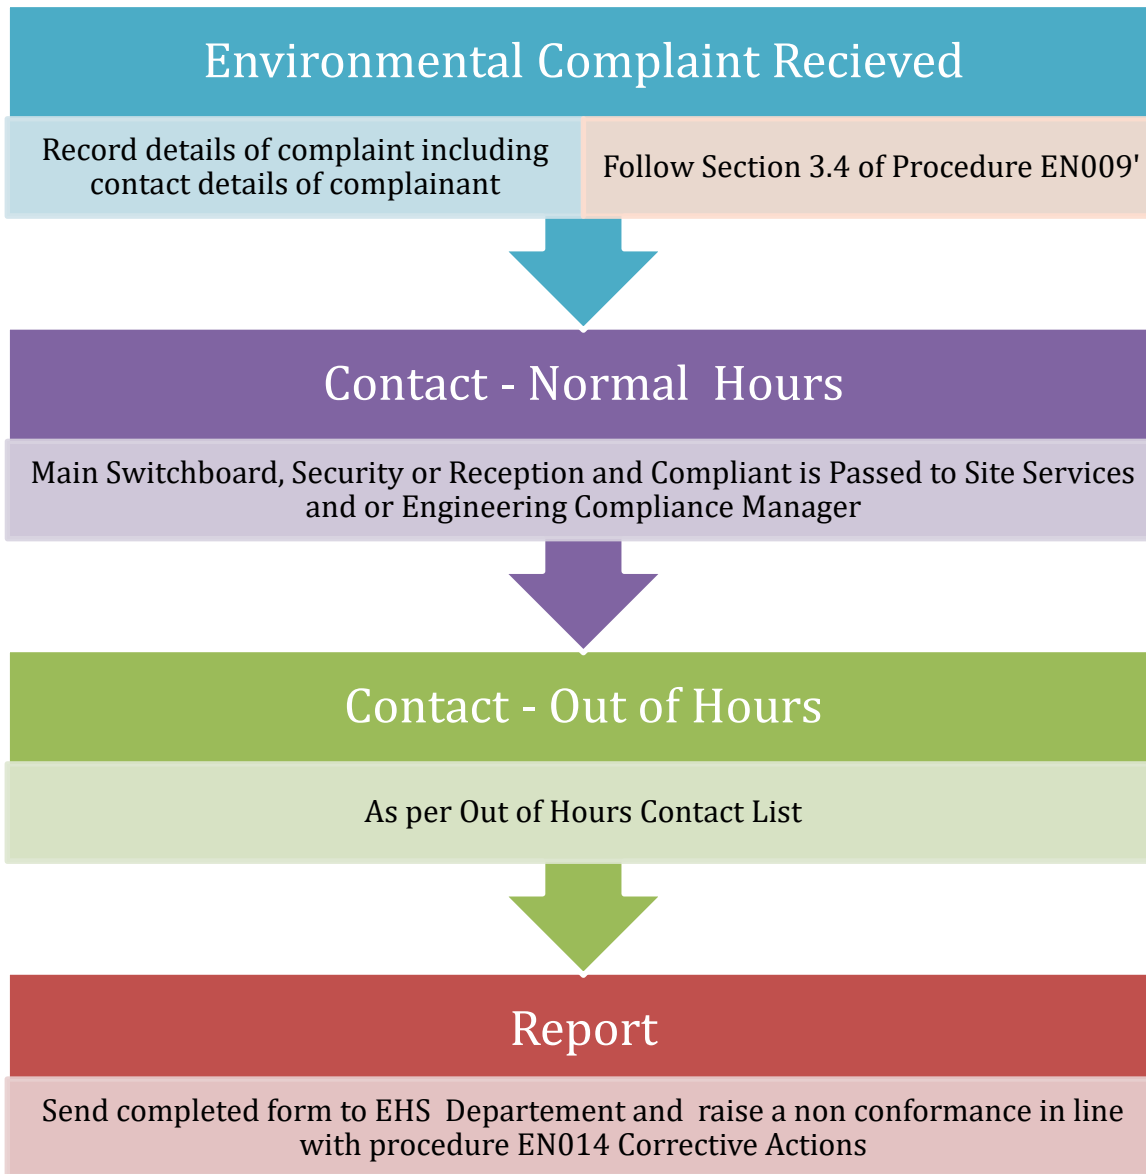 Environmental Complaint Recieved
Record details of complaint including
contact details of complainant
Follow Section 3.4 of Procedure EN009'
Contact - Normal  Hours
Main Switchboard, Security or Reception and Compliant is Passed to Site Services
and or Engineering Compliance Manager
Contact - Out of Hours
As per Out of Hours Contact List
Report
Send completed form to EHS  Departement and  raise a non conformance in line
with procedure EN014 Corrective Actions